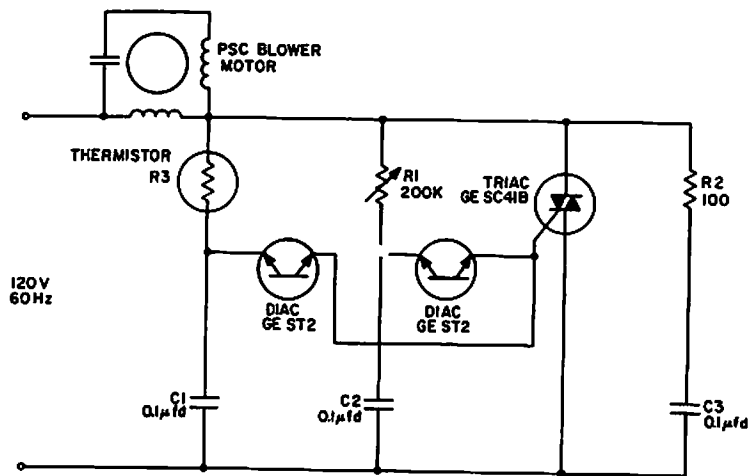 PSC BLOWER
MOTOR
THERMISTOR
R3
R1
200K
TRIAC
GE SC41B
R2
100
120V
60Hz
DIAC
GE ST2
DIAC
GE ST2
C1
0.1µfd
C2
0.1µfd
C3
0.1µfd